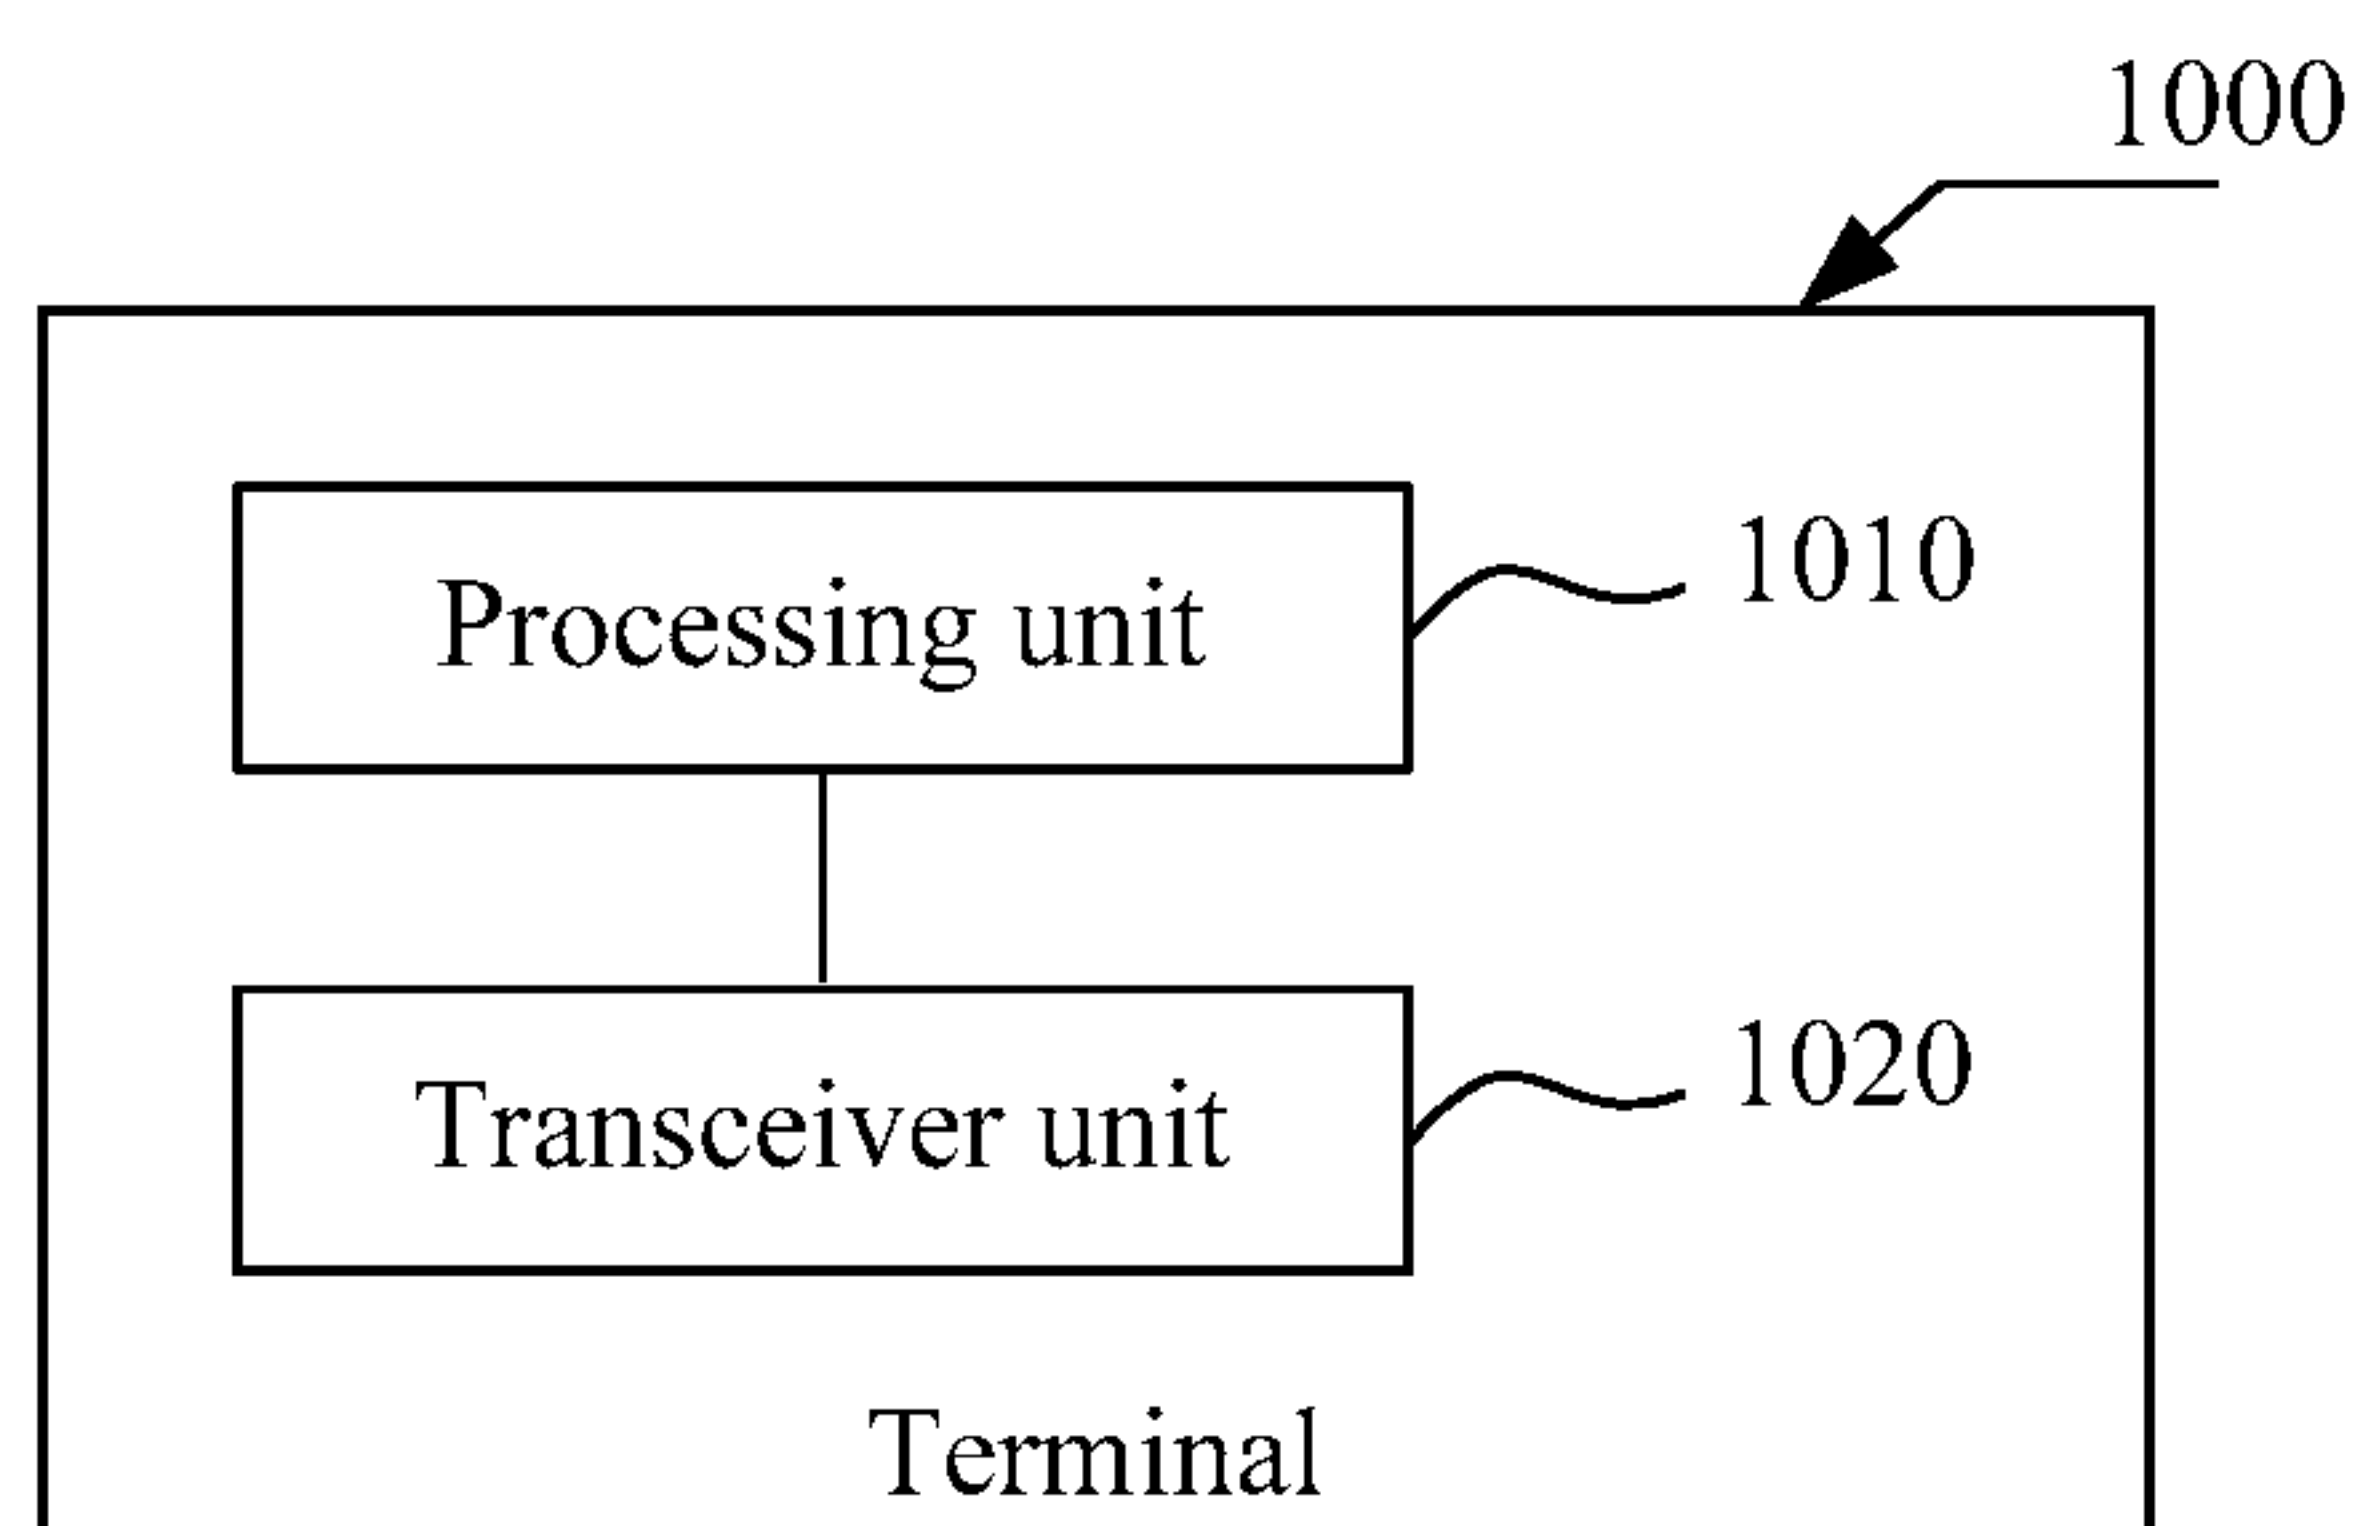 1000
Processing unit
1010
Transceiver unit
1020
Terminal